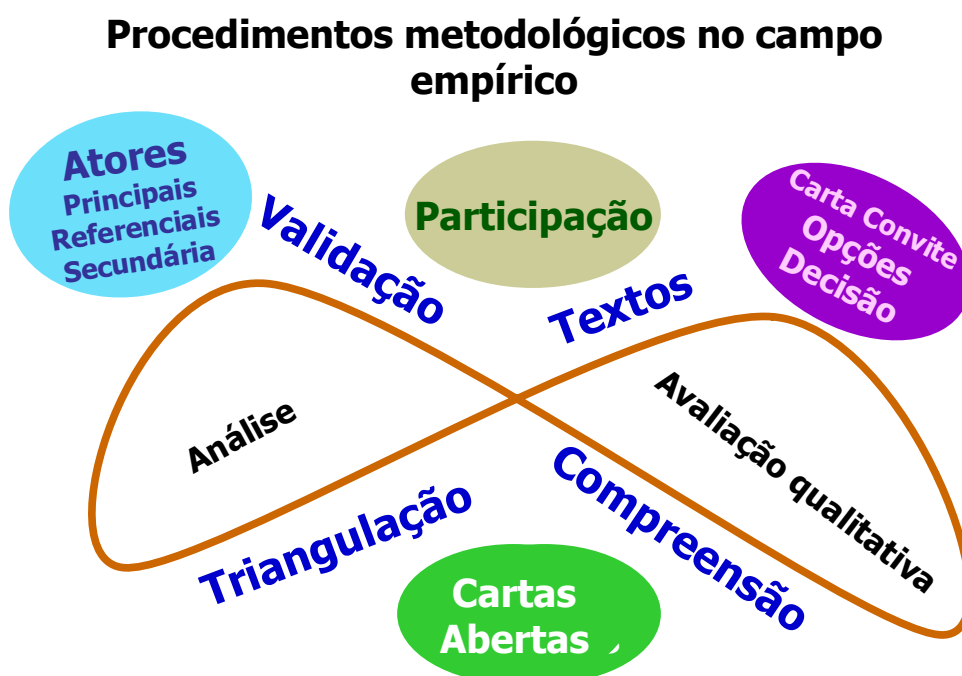 Procedimentos metodológicos no campo
empírico
Atores
Principais
Referenciais
Secundária
Validação
Participação
Textos
Carta Convite
Opções
Decisão
Análise
Avaliação qualitativa
Triangulação
Compreensão
Cartas
Abertas